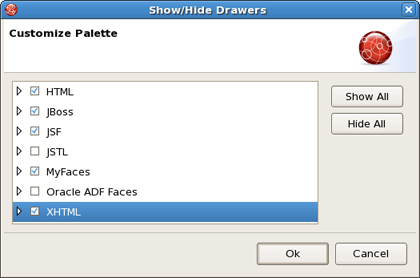 Show/Hide Drawers
Customize Palette
HTML
JBoss
JSF
JSTL
MyFaces
Oracle ADF Faces
XHTML
Show All
Hide All
Ok
Cancel